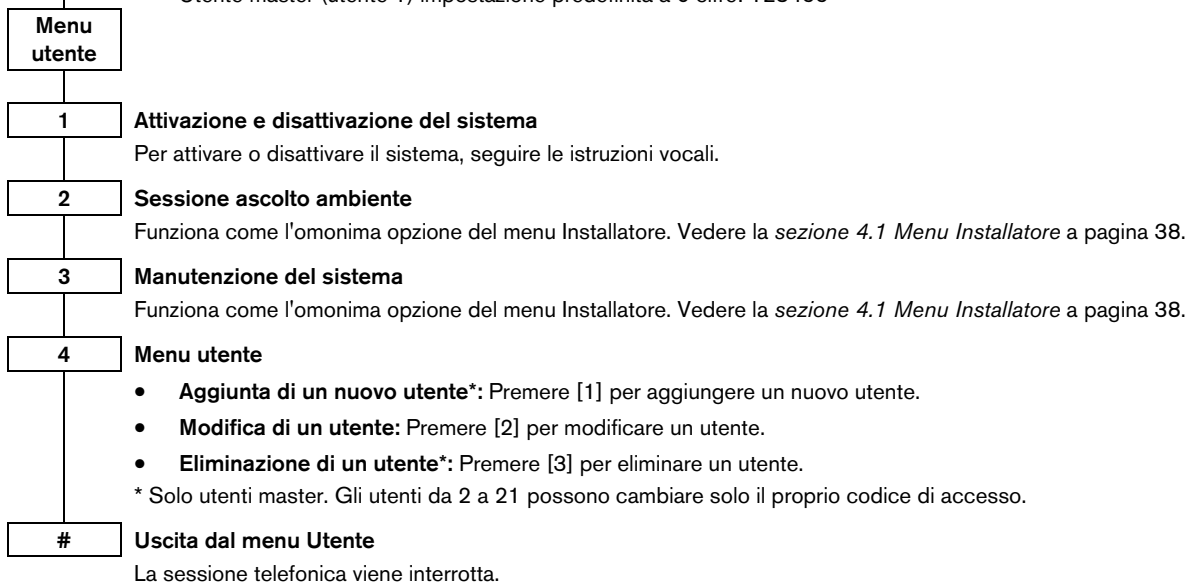 Menu
utente
1 Attivazione e disattivazione del sistema
Per attivare o disattivare il sistema, seguire le istruzioni vocali.
2 Sessione ascolto ambiente
Funziona come l'omonima opzione del menu Installatore. Vedere la sezione 4.1 Menu Installatore a pagina 38.
3 Manutenzione del sistema
Funziona come l'omonima opzione del menu Installatore. Vedere la sezione 4.1 Menu Installatore a pagina 38.
4 Menu utente
• Aggiunta di un nuovo utente*: Premere [1] per aggiungere un nuovo utente.
• Modifica di un utente: Premere [2] per modificare un utente.
• Eliminazione di un utente*: Premere [3] per eliminare un utente.
* Solo utenti master. Gli utenti da 2 a 21 possono cambiare solo il proprio codice di accesso.
# Uscita dal menu Utente
La sessione telefonica viene interrotta.